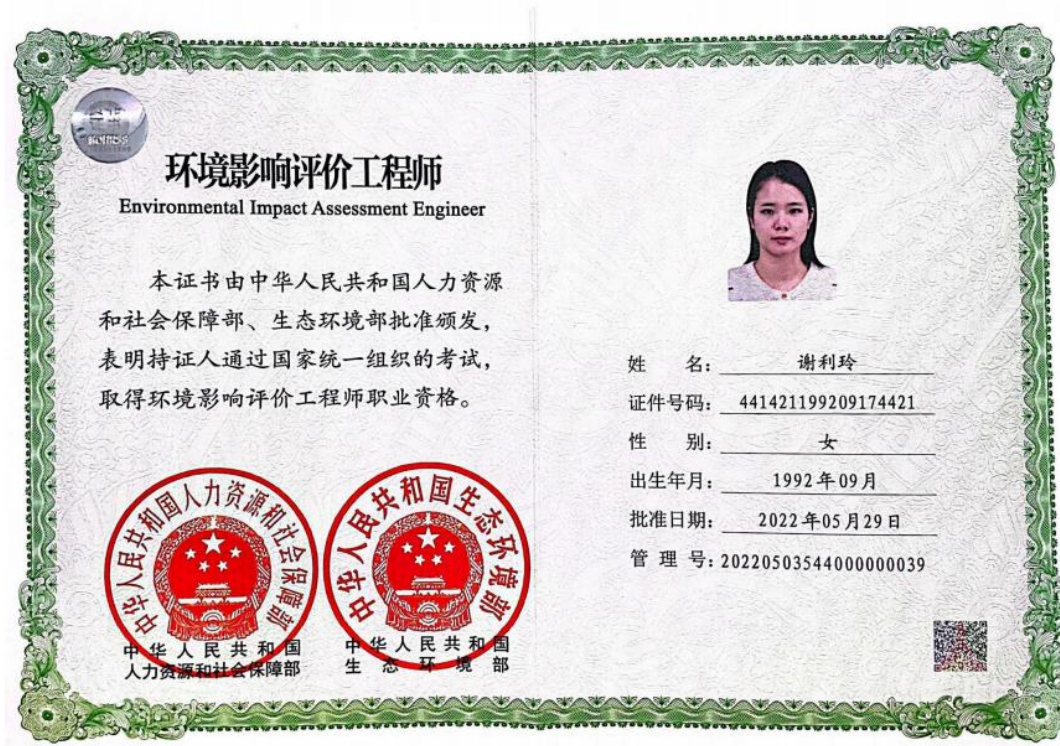 环境影响评价工程师
Environmental Impact Assessment Engineer
本证书由中华人民共和国人力资源
和社会保障部、生态环境部批准颁发，
表明持证人通过国家统一组织的考试，
取得环境影响评价工程师职业资格。
中华人民共和国人力资源和社会保障部
中华人民共和国
人力资源和社会保障部
中华人民共和国生态环境部
中华人民共和国
生态环境部
姓 名： 谢利玲
证件号码： 441421199209174421
性 别： 女
出生年月： 1992年09月
批准日期： 2022年05月29日
管 理 号： 20220503544000000039